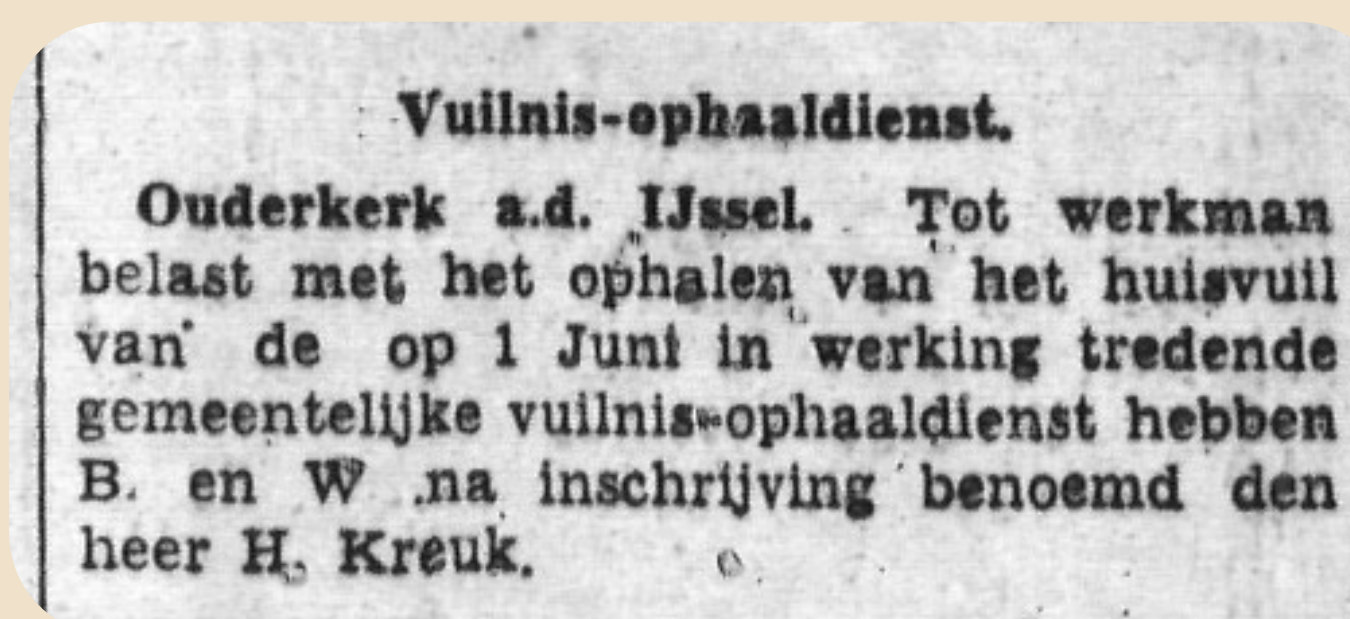 Vuilnis-ophaaldienst.
Ouderkerk a.d. IJssel. Tot werkman
belast met het ophalen van het huisvuil
van de op 1 Juni in werking tredende
gemeentelijke vuilnis-ophaaldienst hebben
B. en W .na inschrijving benoemd den
heer H. Kreuk.